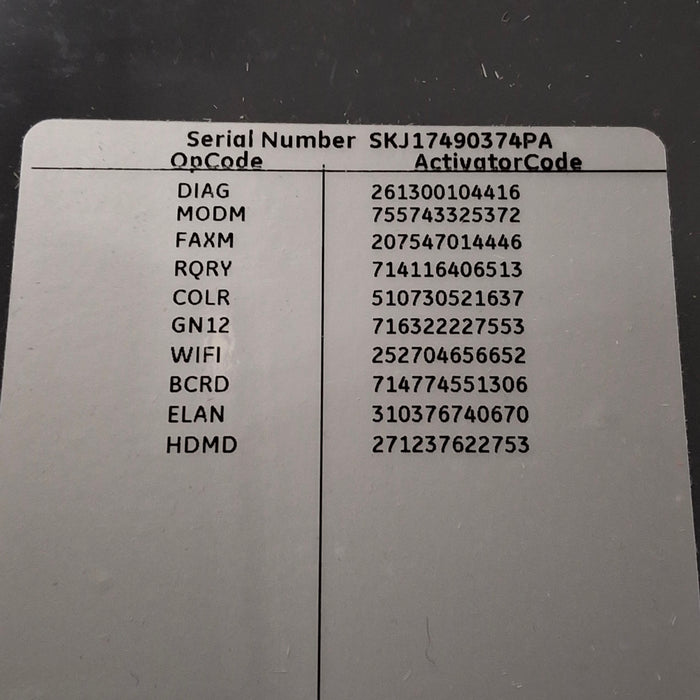 Serial Number SKJ17490374PA
OpCode ActivatorCode
DIAG 261300104416
MODM 755743325372
FAXM 207547014446
RQRY 714116406513
COLR 510730521637
GN12 716322227553
WIFI 252704656652
BCRD 714774551306
ELAN 310376740670
HDMD 271237622753